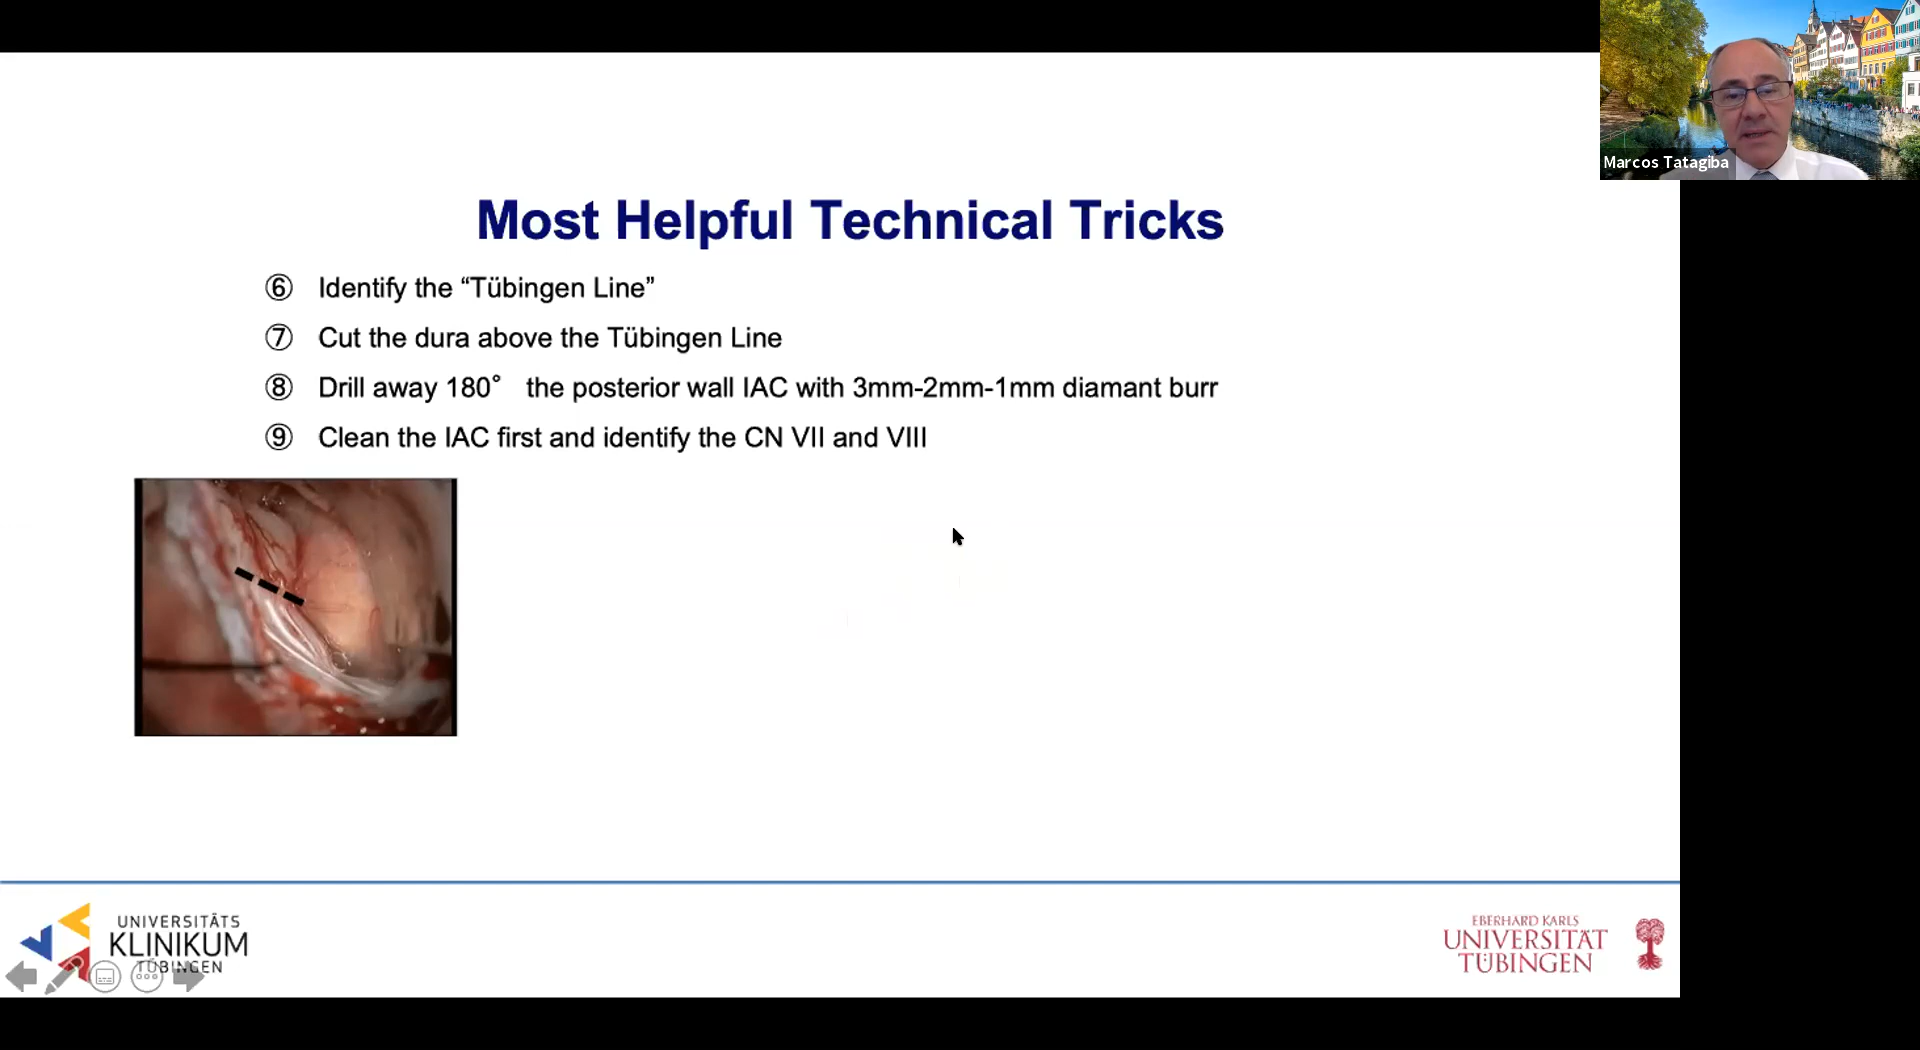 Marcos Tatagiba
Most Helpful Technical Tricks
⑥ Identify the “Tübingen Line”
⑦ Cut the dura above the Tübingen Line
⑧ Drill away 180° the posterior wall IAC with 3mm-2mm-1mm diamant burr
⑨ Clean the IAC first and identify the CN VII and VIII
UNIVERSITÄTS
KLINIKUM
TÜBINGEN
EBERHARD KARLS
UNIVERSITÄT
TÜBINGEN